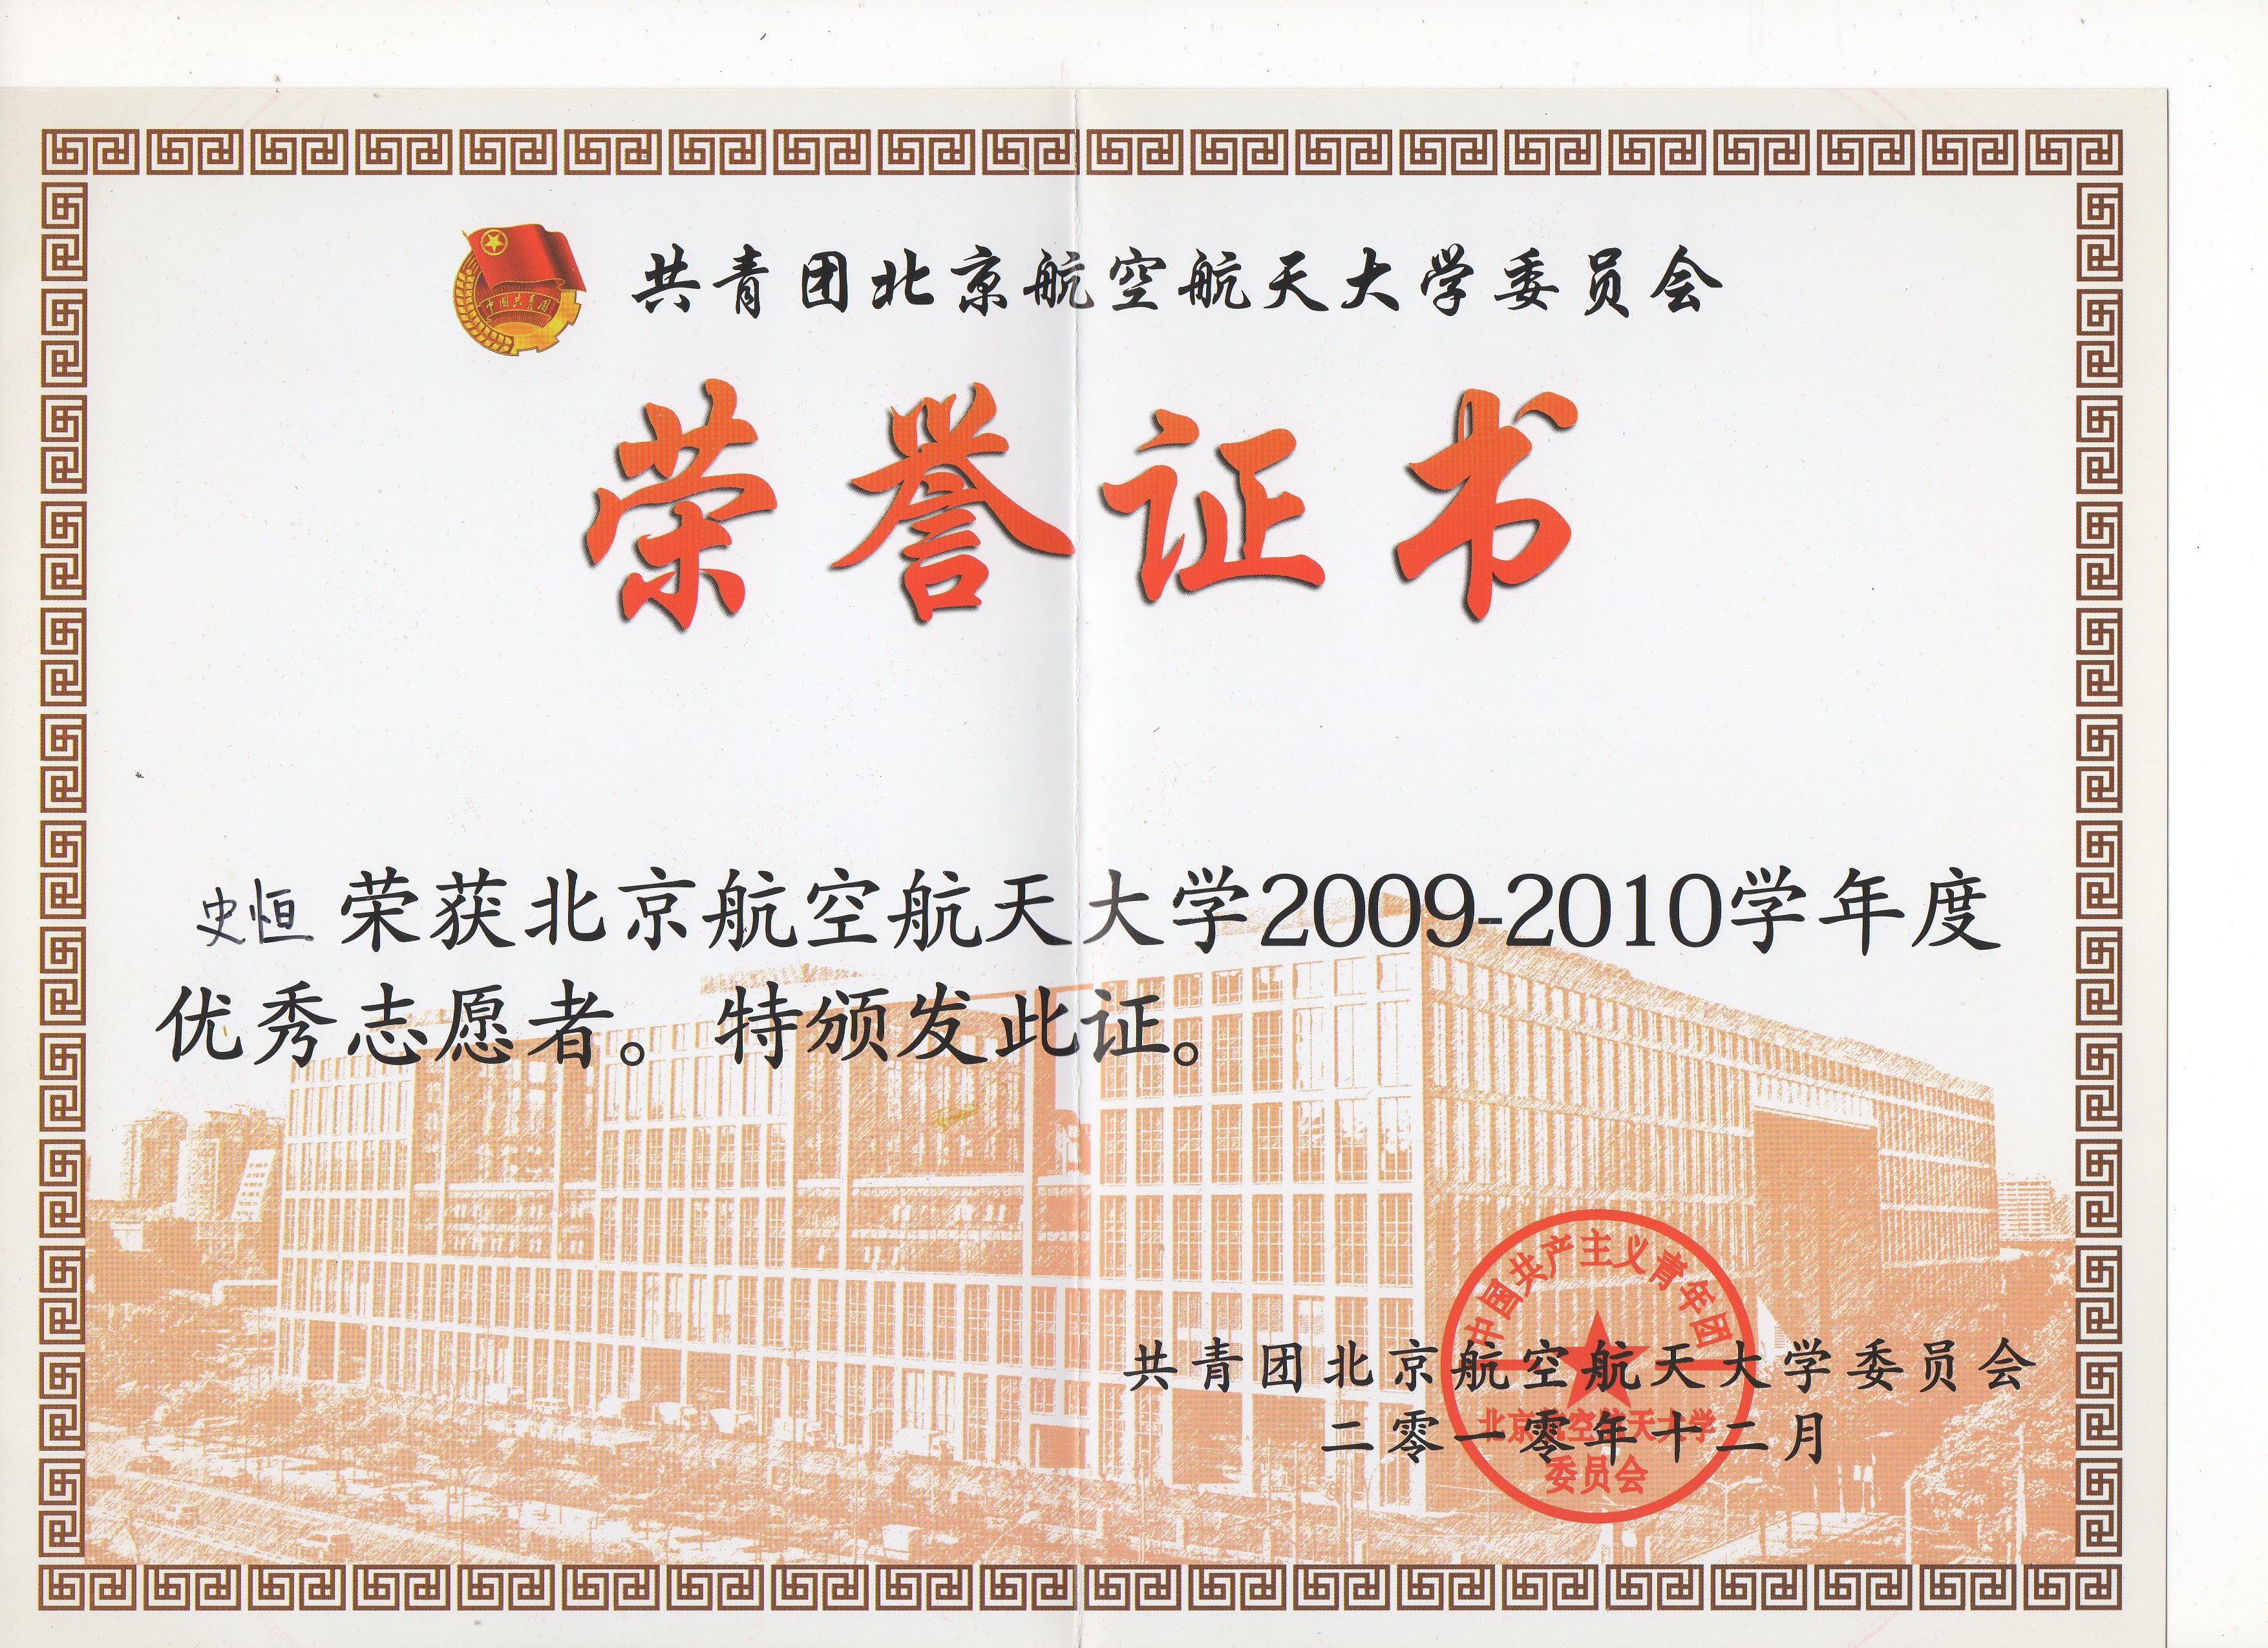 中国共青团
共青团北京航空航天大学委员会
荣誉证书
史恒 荣获北京航空航天大学2009-2010学年度
优秀志愿者。特颁发此证。
中国共产主义青年团
共青团北京航空航天大学委员会
北京航空航天大学
二零一零年十二月
委员会